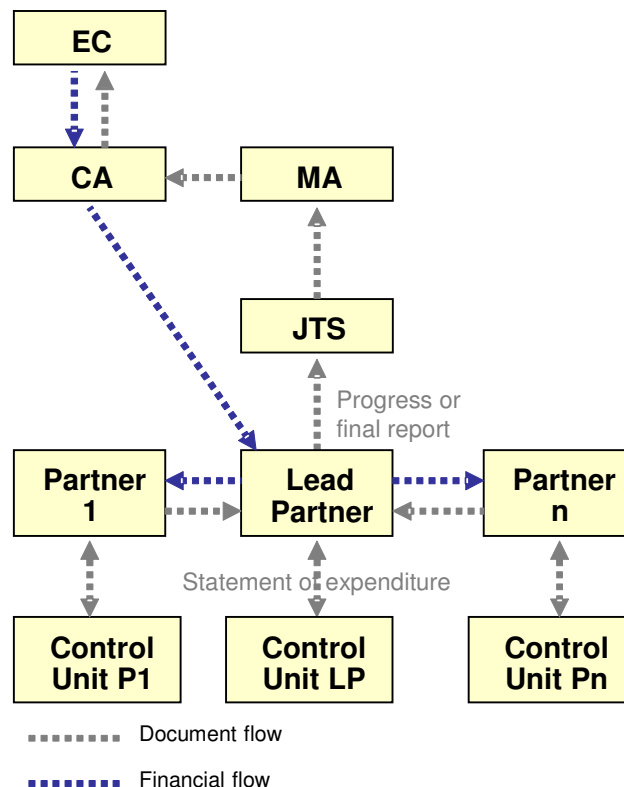 EC
CA
MA
JTS
Progress or
final report
Partner
1
Lead
Partner
Partner
n
Statement of expenditure
Control
Unit P1
Control
Unit LP
Control
Unit Pn
Document flow
Financial flow